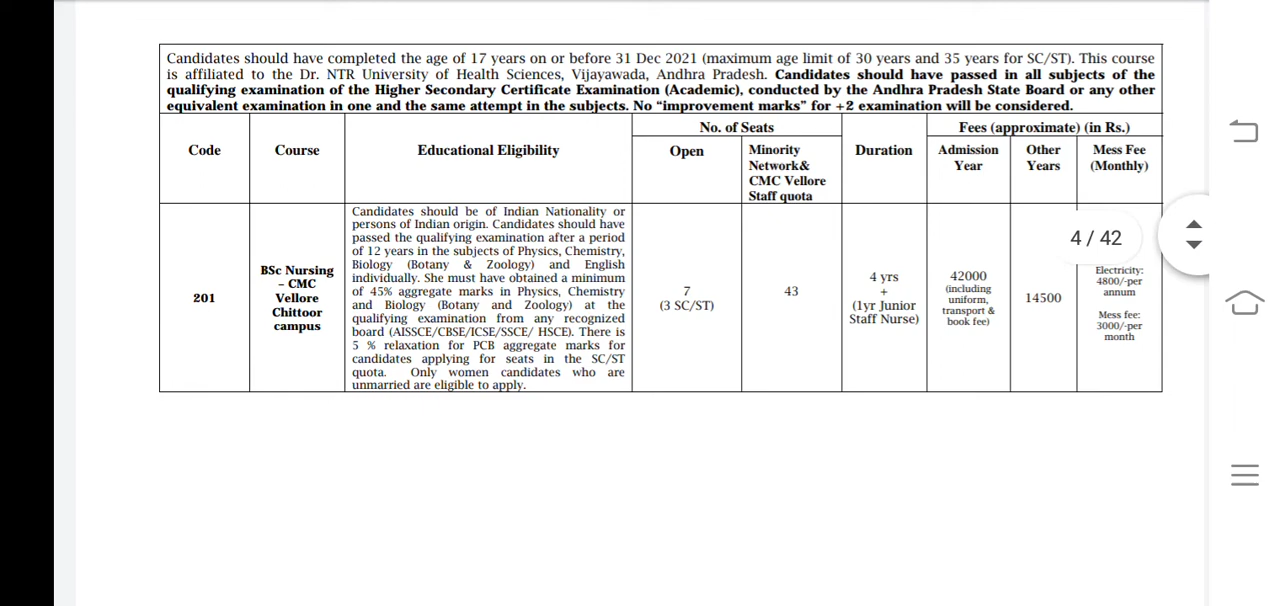 Candidates should have completed the age of 17 years on or before 31 Dec 2021 (maximum age limit of 30 years and 35 years for SC/ST). This course
is affiliated to the Dr. NTR University of Health Sciences, Vijayawada, Andhra Pradesh. Candidates should have passed in all subjects of the
qualifying examination of the Higher Secondary Certificate Examination (Academic), conducted by the Andhra Pradesh State Board or any other
equivalent examination in one and the same attempt in the subjects. No “improvement marks” for +2 examination will be considered.
Code
Course
Educational Eligibility
No. of Seats
Open
Minority
Network&
CMC Vellore
Staff quota
Duration
Fees (approximate) (in Rs.)
Admission
Year
Other
Years
Mess Fee
(Monthly)
201
BSc Nursing
– CMC
Vellore
Chittoor
campus
Candidates should be of Indian Nationality or
persons of Indian origin. Candidates should have
passed the qualifying examination after a period
of 12 years in the subjects of Physics, Chemistry,
Biology (Botany & Zoology) and English
individually. She must have obtained a minimum
of 45% aggregate marks in Physics, Chemistry
and Biology (Botany and Zoology) at the
qualifying examination from any recognized
board (AISSCE/CBSE/ICSE/SSCE/ HSCE). There is
5 % relaxation for PCB aggregate marks for
candidates applying for seats in the SC/ST
quota. Only women candidates who are
unmarried are eligible to apply.
7
(3 SC/ST)
43
4 yrs
+
(1yr Junior
Staff Nurse)
42000
(including
uniform,
transport &
book fee)
14500
Electricity:
4800/-per
annum
Mess fee:
3000/-per
month
4 / 42